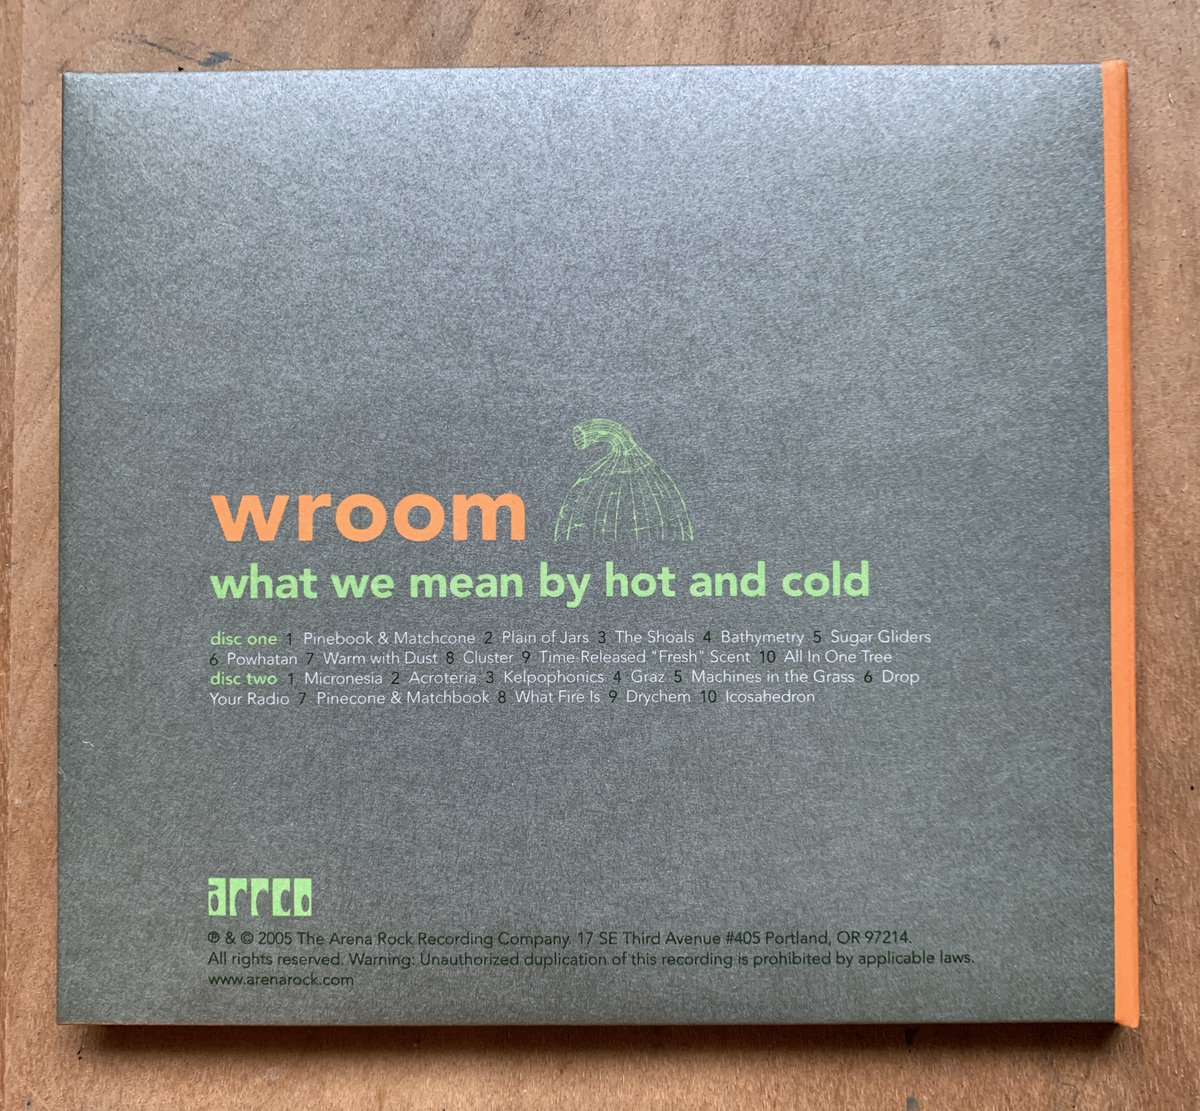 wroom
what we mean by hot and cold
disc one 1 Pinebook & Matchcone 2 Plain of Jars 3 The Shoals 4 Bathymetry 5 Sugar Gliders
6 Powhatan 7 Warm with Dust 8 Cluster 9 Time-Released "Fresh" Scent 10 All In One Tree
disc two 1 Micronesia 2 Acroteria 3 Kelpophonics 4 Graz 5 Machines in the Grass 6 Drop
Your Radio 7 Pinecone & Matchbook 8 What Fire Is 9 Drychem 10 Icosahedron
arrco
℗ & © 2005 The Arena Rock Recording Company. 17 SE Third Avenue #405 Portland, OR 97214.
All rights reserved. Warning: Unauthorized duplication of this recording is prohibited by applicable laws.
www.arenarock.com